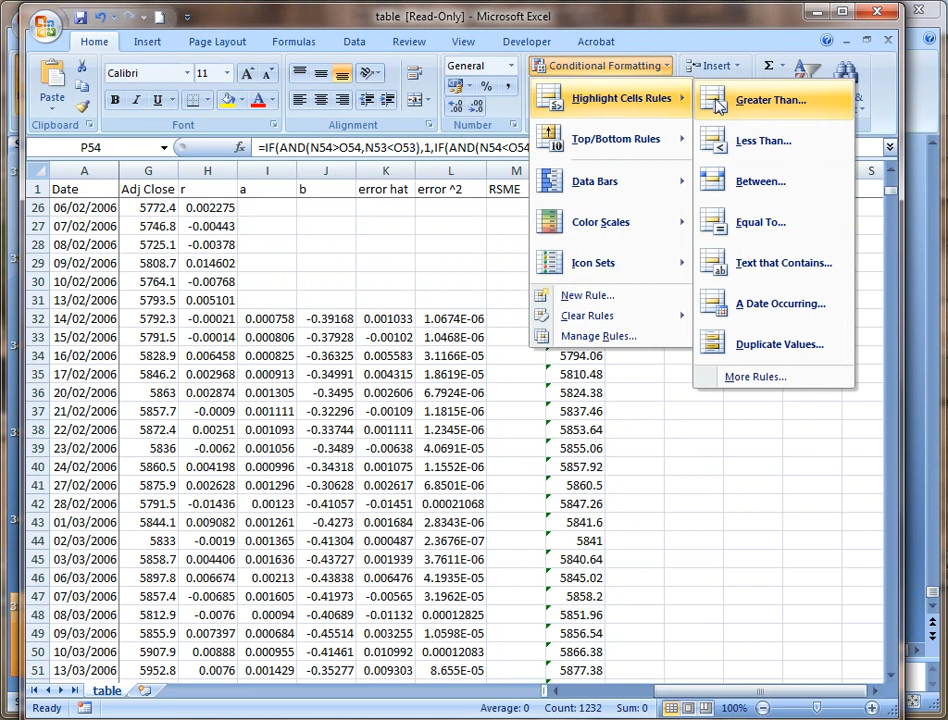 table [Read-Only] - Microsoft Excel
Home Insert Page Layout Formulas Data Review View Developer Acrobat
Paste
Calibri 11
General
Conditional Formatting
Insert
Clipboard Font Alignment Number
P54 fx =IF(AND(N54>O54,N53<O53),1,IF(AND(N54<O54
Highlight Cells Rules
Top/Bottom Rules
Data Bars
Color Scales
Icon Sets
New Rule...
Clear Rules
Manage Rules...
Greater Than...
Less Than...
Between...
Equal To...
Text that Contains...
A Date Occurring...
Duplicate Values...
More Rules...
A G H I J K L M S
1 Date Adj Close r a b error hat error ^2 RSME
26 06/02/2006 5772.4 0.002275
27 07/02/2006 5746.8 -0.00443
28 08/02/2006 5725.1 -0.00378
29 09/02/2006 5808.7 0.014602
30 10/02/2006 5764.1 -0.00768
31 13/02/2006 5793.5 0.005101
32 14/02/2006 5792.3 -0.00021 0.000758 -0.39168 0.001033 1.0674E-06
33 15/02/2006 5791.5 -0.00014 0.000806 -0.37928 -0.00102 1.0468E-06
34 16/02/2006 5828.9 0.006458 0.000825 -0.36325 0.005583 3.1166E-05 5794.06
35 17/02/2006 5846.2 0.002968 0.000913 -0.34991 0.004315 1.8619E-05 5810.48
36 20/02/2006 5863 0.002874 0.001305 -0.3495 0.002606 6.7924E-06 5824.38
37 21/02/2006 5857.7 -0.0009 0.001111 -0.32296 -0.00109 1.1815E-06 5837.46
38 22/02/2006 5872.4 0.00251 0.001093 -0.33744 0.001111 1.2345E-06 5853.64
39 23/02/2006 5836 -0.0062 0.001111 -0.3489 -0.00638 4.0691E-05 5855.06
40 24/02/2006 5860.5 0.004198 0.000996 -0.34318 0.001075 1.1552E-06 5857.92
41 27/02/2006 5875.9 0.002628 0.001296 -0.30628 0.002617 6.8501E-06 5860.5
42 28/02/2006 5791.5 -0.01436 0.00123 -0.41057 -0.01451 0.00021068 5847.26
43 01/03/2006 5844.1 0.009082 0.001261 -0.4273 0.001684 2.8343E-06 5841.6
44 02/03/2006 5833 -0.0019 0.001365 -0.41304 0.000487 2.3676E-07 5841
45 03/03/2006 5858.7 0.004406 0.001636 -0.43727 0.001939 3.7611E-06 5840.64
46 06/03/2006 5897.8 0.006674 0.00213 -0.43838 0.006476 4.1935E-05 5845.02
47 07/03/2006 5857.4 -0.00685 0.001605 -0.41973 -0.00565 3.1962E-05 5858.2
48 08/03/2006 5812.9 -0.0076 0.00094 -0.40689 -0.01132 0.00012825 5851.96
49 09/03/2006 5855.9 0.007397 0.000684 -0.45514 0.003255 1.0598E-05 5856.54
50 10/03/2006 5907.9 0.00888 0.000955 -0.41461 0.010992 0.00012083 5866.38
51 13/03/2006 5952.8 0.0076 0.001429 -0.35277 0.009303 8.655E-05 5877.38
table
Ready Average: 0 Count: 1232 Sum: 0 100%